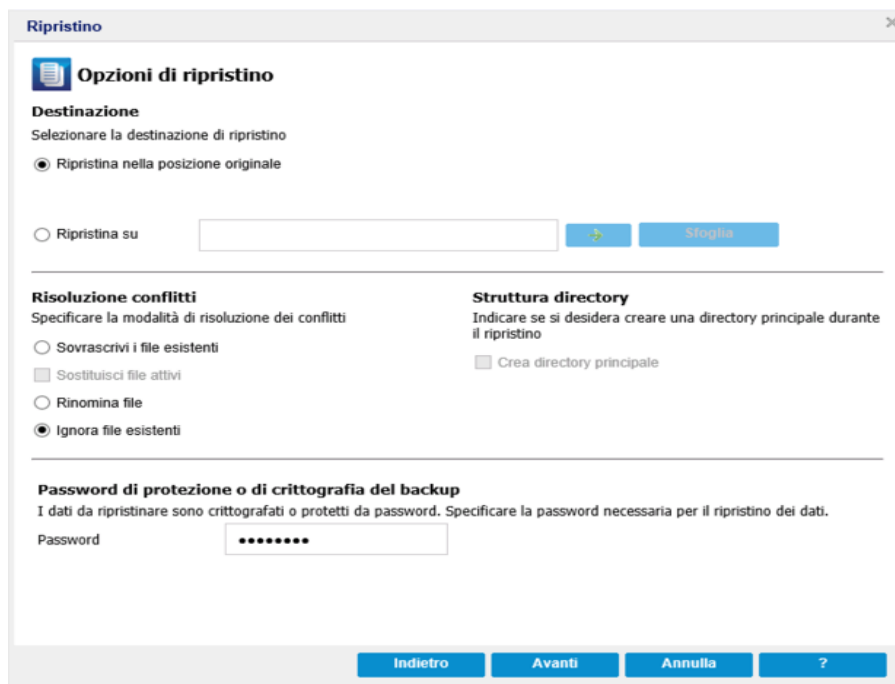 Ripristino
Opzioni di ripristino
Destinazione
Selezionare la destinazione di ripristino
Ripristina nella posizione originale
Ripristina su
Sfoglia
Risoluzione conflitti
Specificare la modalità di risoluzione dei conflitti
Sovrascrivi i file esistenti
Sostituisci file attivi
Rinomina file
Ignora file esistenti
Struttura directory
Indicare se si desidera creare una directory principale durante
il ripristino
Crea directory principale
Password di protezione o di crittografia del backup
I dati da ripristinare sono crittografati o protetti da password. Specificare la password necessaria per il ripristino dei dati.
Password ••••••••
Indietro Avanti Annulla ?